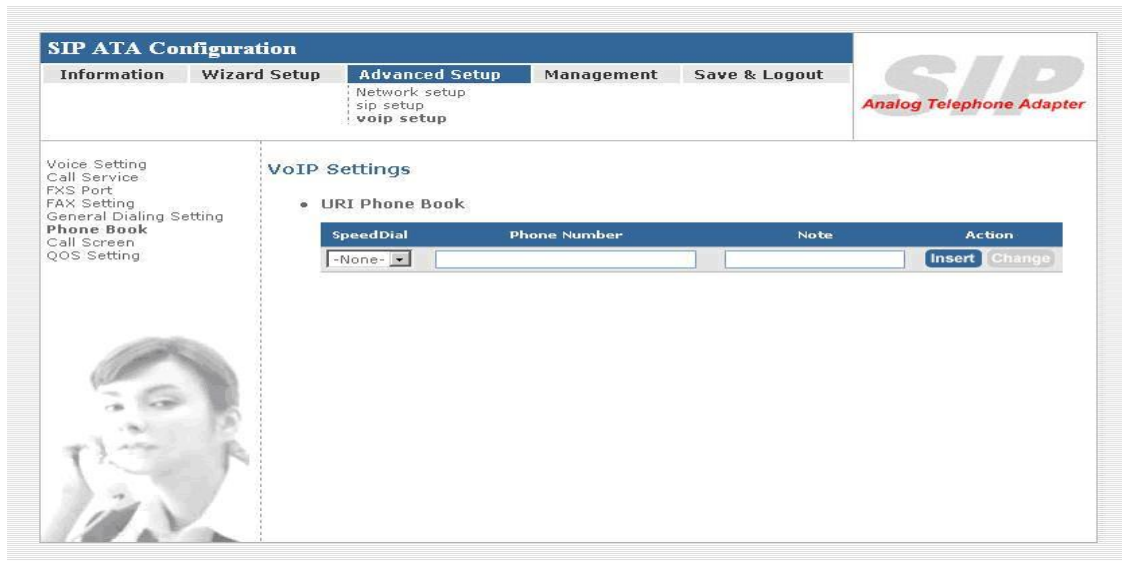 SIP ATA Configuration
Information Wizard Setup Advanced Setup Management Save & Logout
Network setup
sip setup
voip setup
SIP
Analog Telephone Adapter
Voice Setting
Call Service
FXS Port
FAX Setting
General Dialing Setting
Phone Book
Call Screen
QOS Setting
VoIP Settings
• URI Phone Book
SpeedDial Phone Number Note Action
-None- Insert Change